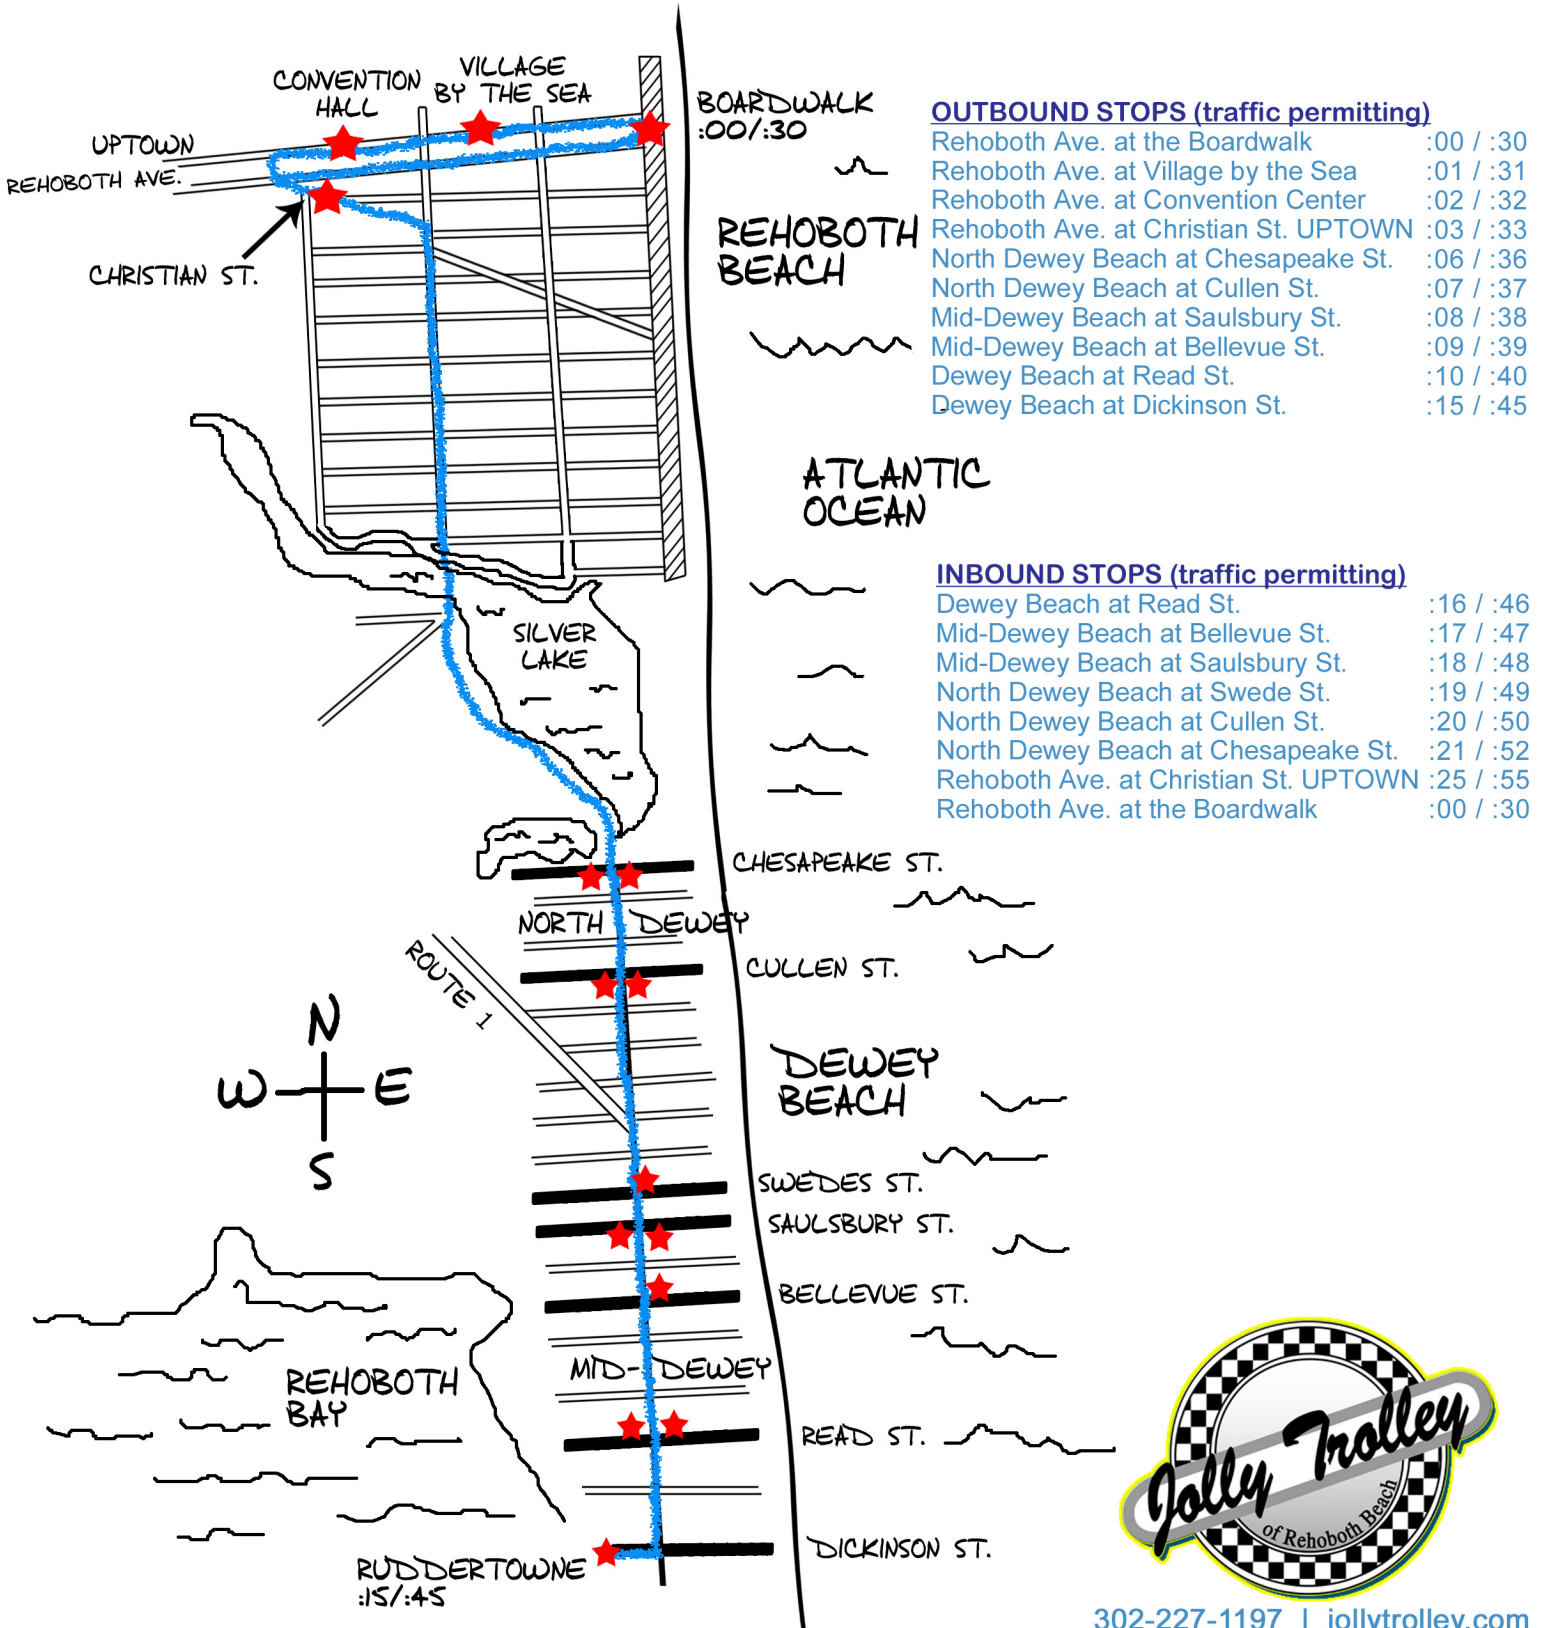 CONVENTION
HALL
VILLAGE
BY THE SEA
UPTOWN
REHOBOTH AVE.
CHRISTIAN ST.
BOARDWALK
:00/:30
REHOBOTH
BEACH
OUTBOUND STOPS (traffic permitting)
Rehoboth Ave. at the Boardwalk :00 / :30
Rehoboth Ave. at Village by the Sea :01 / :31
Rehoboth Ave. at Convention Center :02 / :32
Rehoboth Ave. at Christian St. UPTOWN :03 / :33
North Dewey Beach at Chesapeake St. :06 / :36
North Dewey Beach at Cullen St. :07 / :37
Mid-Dewey Beach at Saulsbury St. :08 / :38
Mid-Dewey Beach at Bellevue St. :09 / :39
Dewey Beach at Read St. :10 / :40
Dewey Beach at Dickinson St. :15 / :45
ATLANTIC
OCEAN
INBOUND STOPS (traffic permitting)
Dewey Beach at Read St. :16 / :46
Mid-Dewey Beach at Bellevue St. :17 / :47
Mid-Dewey Beach at Saulsbury St. :18 / :48
North Dewey Beach at Swede St. :19 / :49
North Dewey Beach at Cullen St. :20 / :50
North Dewey Beach at Chesapeake St. :21 / :52
Rehoboth Ave. at Christian St. UPTOWN :25 / :55
Rehoboth Ave. at the Boardwalk :00 / :30
SILVER
LAKE
CHESAPEAKE ST.
NORTH DEWEY
ROUTE 1
CULLEN ST.
N
W E
S
DEWEY
BEACH
SWEDES ST.
SAULSBURY ST.
BELLEVUE ST.
MID-DEWEY
REHOBOTH
BAY
READ ST.
DICKINSON ST.
RUDDERTOWNE
:15/:45
Jolly Trolley
of Rehoboth Beach
302-227-1197 | jollytrolley.com